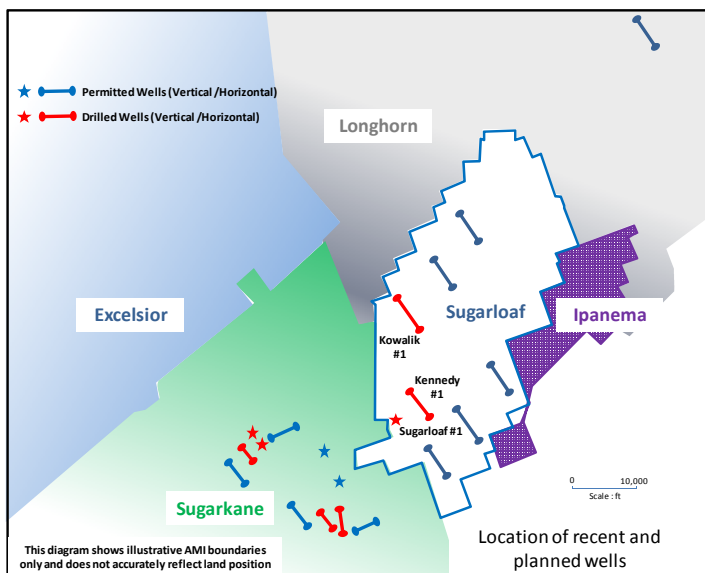 Permitted Wells (Vertical /Horizontal)
Drilled Wells (Vertical /Horizontal)
Longhorn
Excelsior
Sugarloaf
Ipanema
Kowalik
#1
Kennedy
#1
Sugarloaf #1
Sugarkane
0 10,000
Scale : ft
This diagram shows illustrative AMI boundaries
only and does not accurately reflect land position
Location of recent and
planned wells